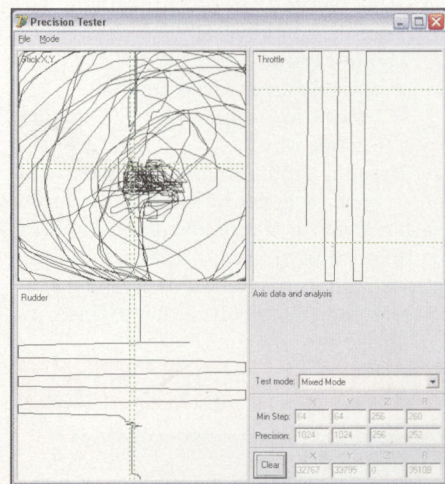 Precision Tester
File Mode
Stick X,Y
Throttle
Rudder
Axis data and analysis
Test mode: Mixed Mode
X Y Z R
Min Step: 64 64 256 260
Precision: 1024 1024 256 252
X Y Z R
Clear 32767 33795 0 35108